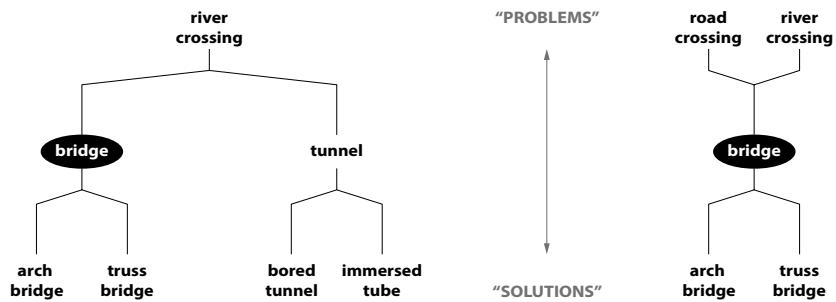 river
crossing
“PROBLEMS”
road
crossing
river
crossing
bridge
tunnel
bridge
arch
bridge
truss
bridge
bored
tunnel
immersed
tube
“SOLUTIONS”
arch
bridge
truss
bridge